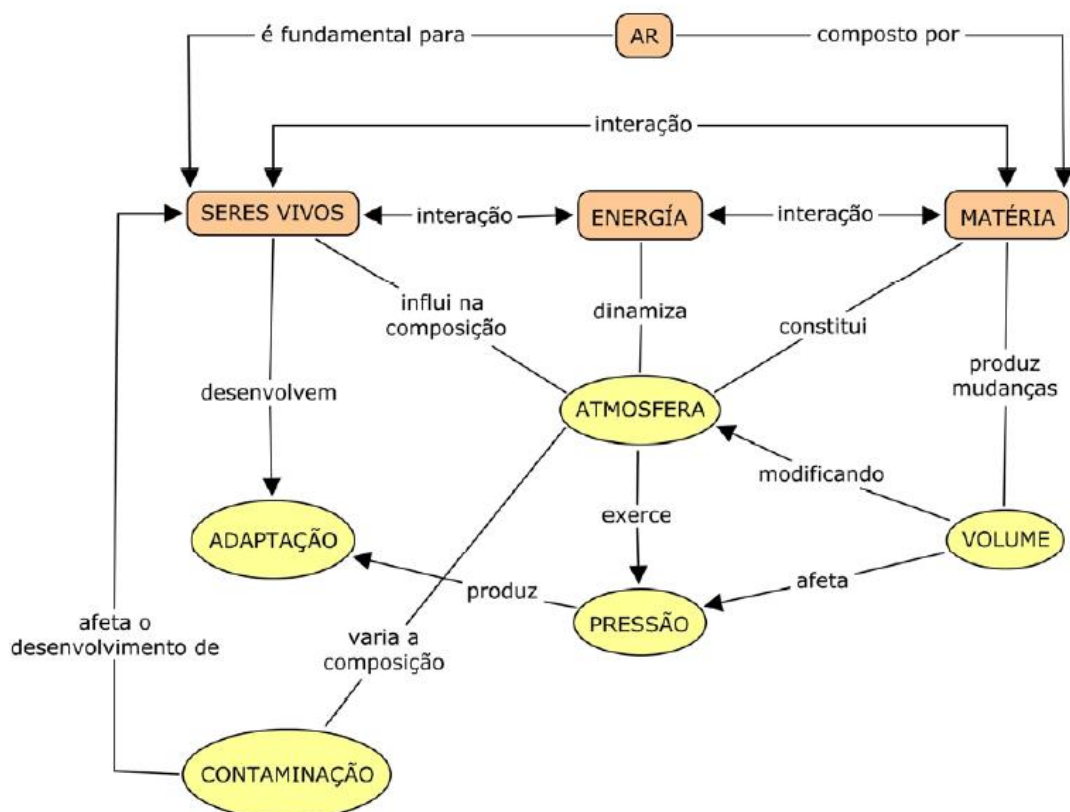 é fundamental para
AR
composto por
interação
SERES VIVOS
interação
ENERGÍA
interação
MATÉRIA
influi na
composição
dinamiza
constitui
produz
mudanças
desenvolvem
ATMOSFERA
modificando
ADAPTAÇÃO
exerce
VOLUME
produz
afeta
PRESSÃO
afeta o
desenvolvimento de
varia a
composição
CONTAMINAÇÃO